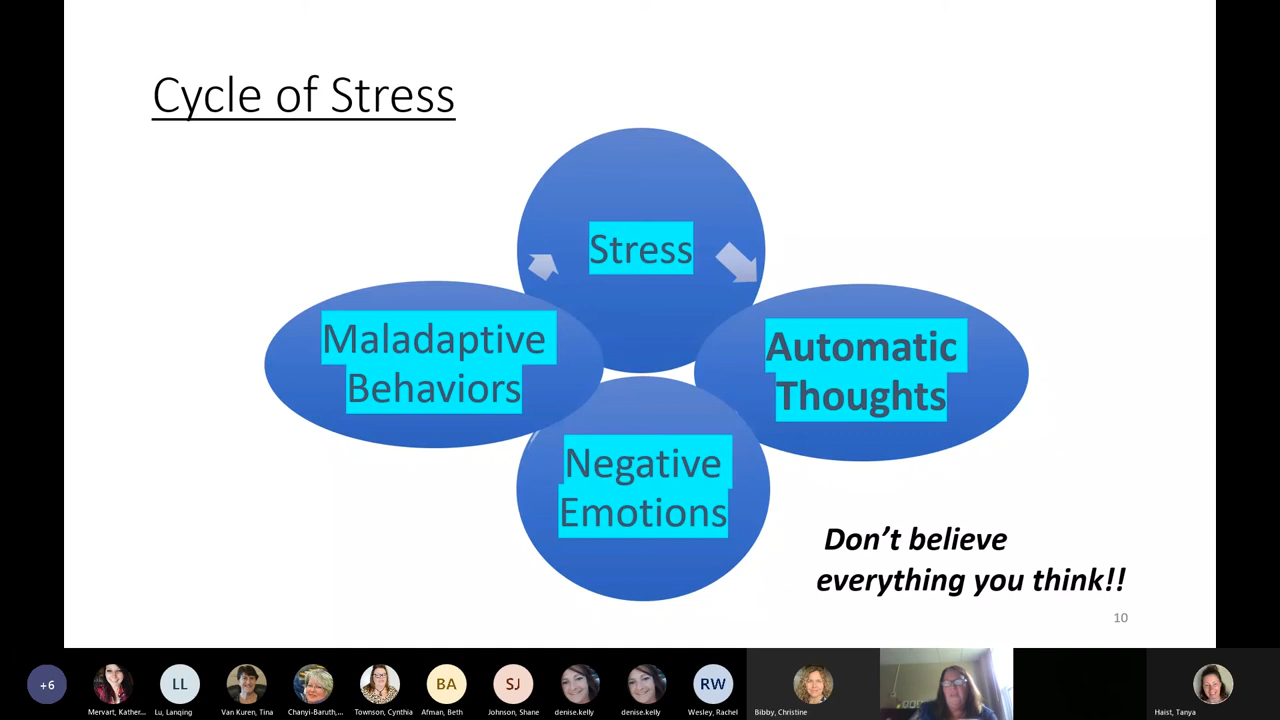 Cycle of Stress
Stress
Maladaptive
Behaviors
Automatic
Thoughts
Negative
Emotions
Don’t believe
everything you think!!
10
+6
LL
BA
SJ
RW
Mervart, Kather...
Lu, Lanqing
Van Kuren, Tina
Chanyi-Baruth,...
Townson, Cynthia
Afman, Beth
Johnson, Shane
denise.kelly
denise.kelly
Wesley, Rachel
Bibby, Christine
Haist, Tanya